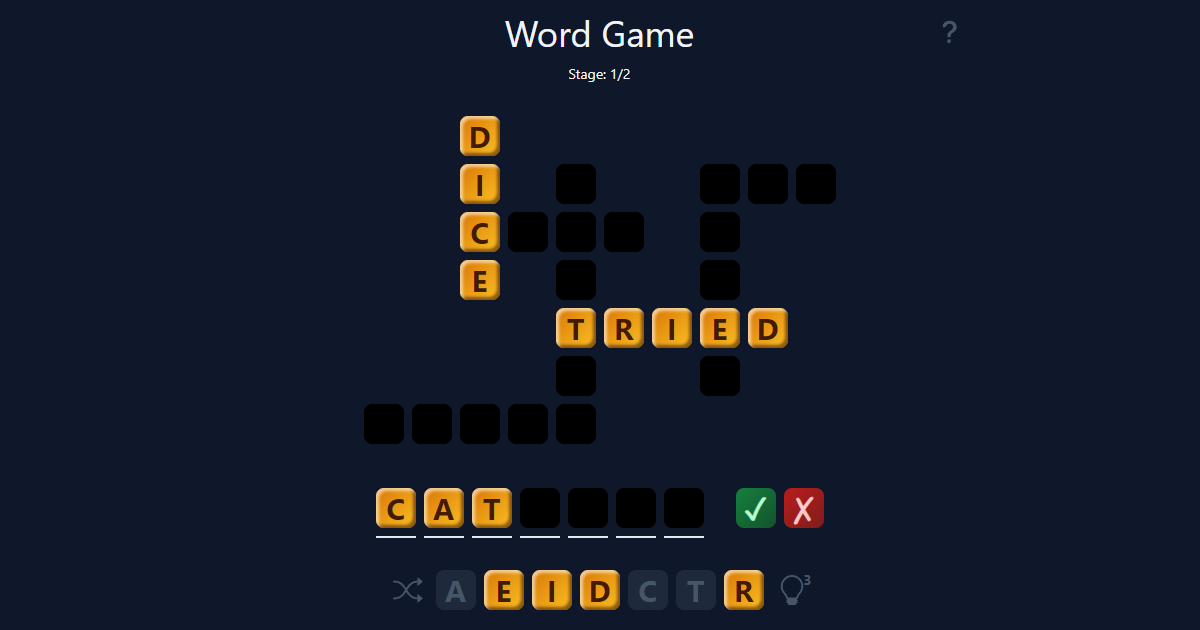 Word Game
?
Stage: 1/2
D
I
C
E
T R I E D
C A T ✓ ✗
A E I D C T R 3